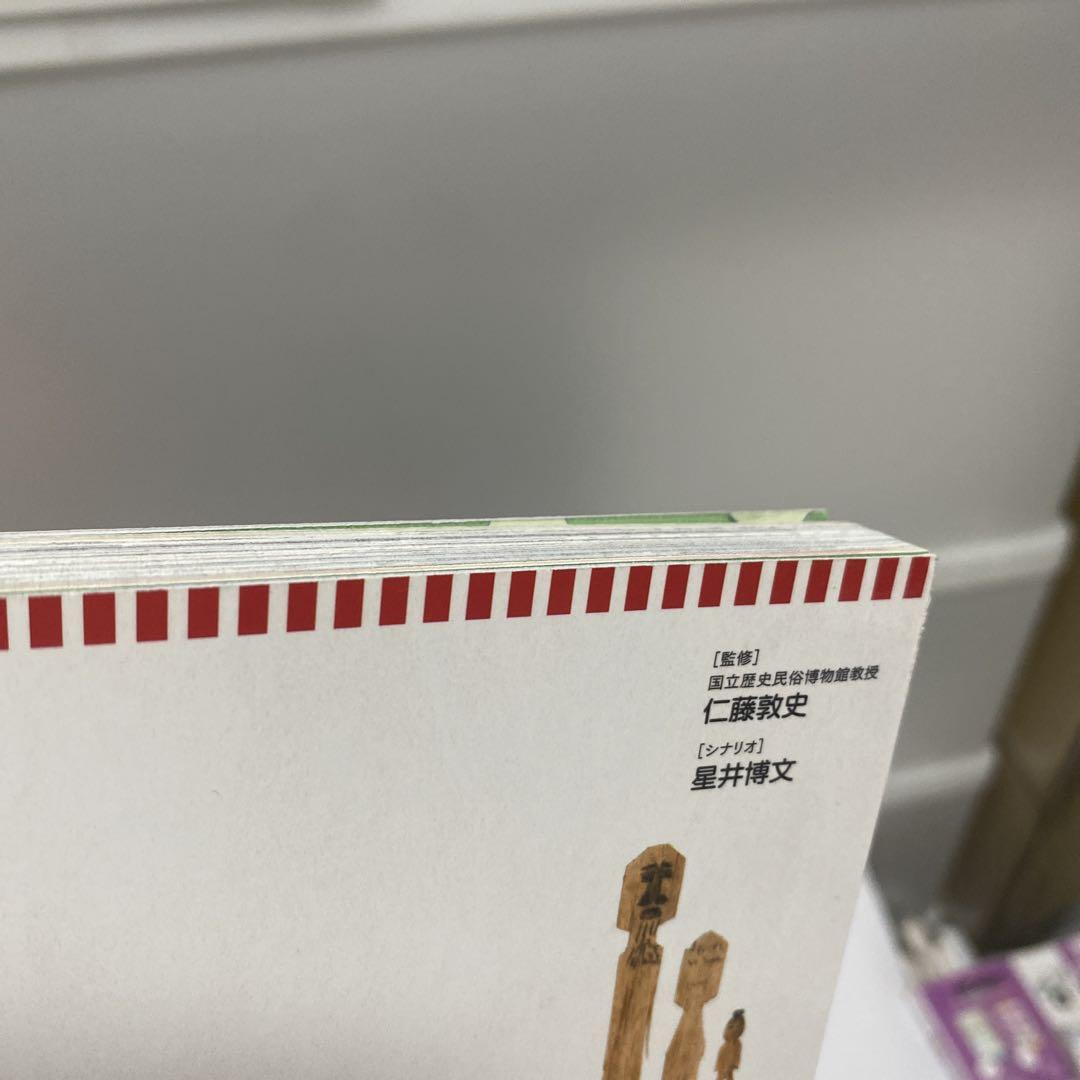 [監修]
国立歴史民俗博物館教授
仁藤敦史
[シナリオ]
星井博文